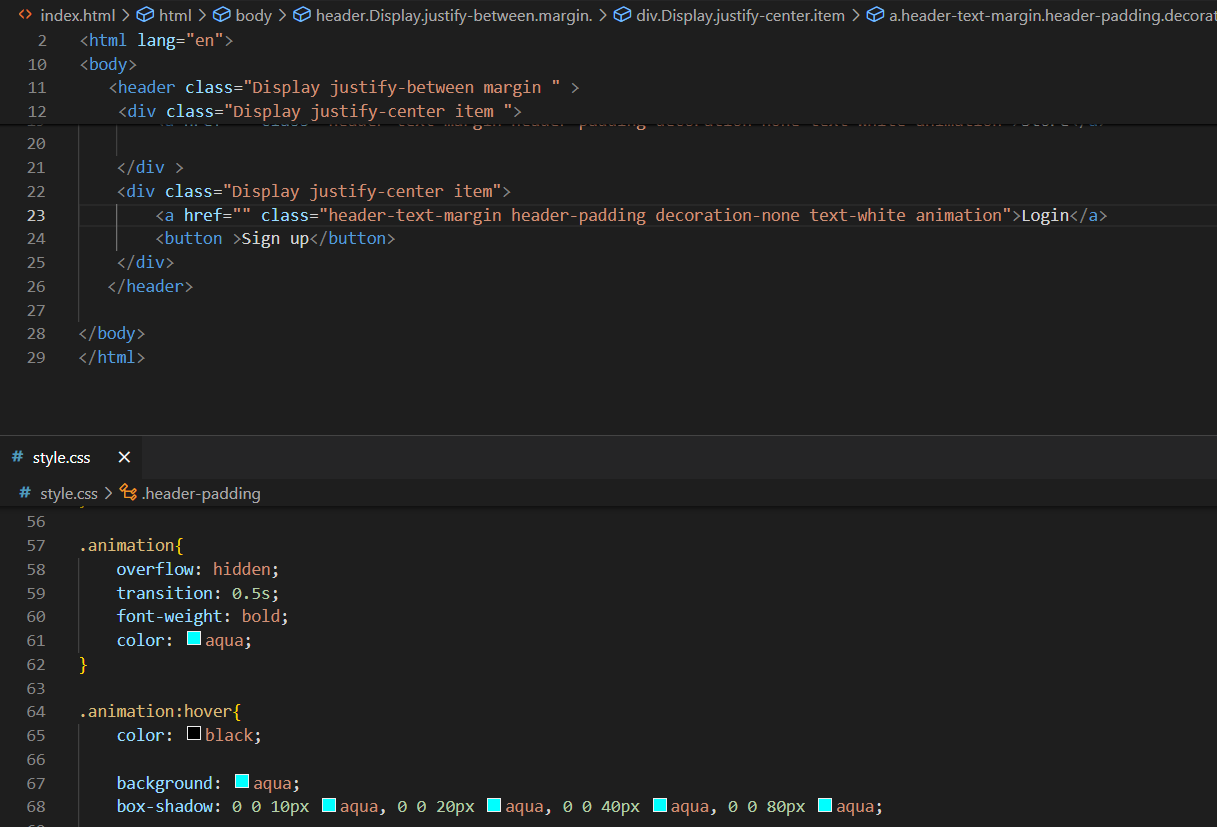 index.html > html > body > header.Display.justify-between.margin. > div.Display.justify-center.item > a.header-text-margin.header-padding.decorat
2 <html lang="en">
10 <body>
11 <header class="Display justify-between margin " >
12 <div class="Display justify-center item ">
20
21 </div >
22 <div class="Display justify-center item">
23 <a href="" class="header-text-margin header-padding decoration-none text-white animation">Login</a>
24 <button >Sign up</button>
25 </div>
26 </header>
27
28 </body>
29 </html>
# style.css ×
# style.css > .header-padding
56
57 .animation{
58 overflow: hidden;
59 transition: 0.5s;
60 font-weight: bold;
61 color: aqua;
62 }
63
64 .animation:hover{
65 color: black;
66
67 background: aqua;
68 box-shadow: 0 0 10px aqua, 0 0 20px aqua, 0 0 40px aqua, 0 0 80px aqua;